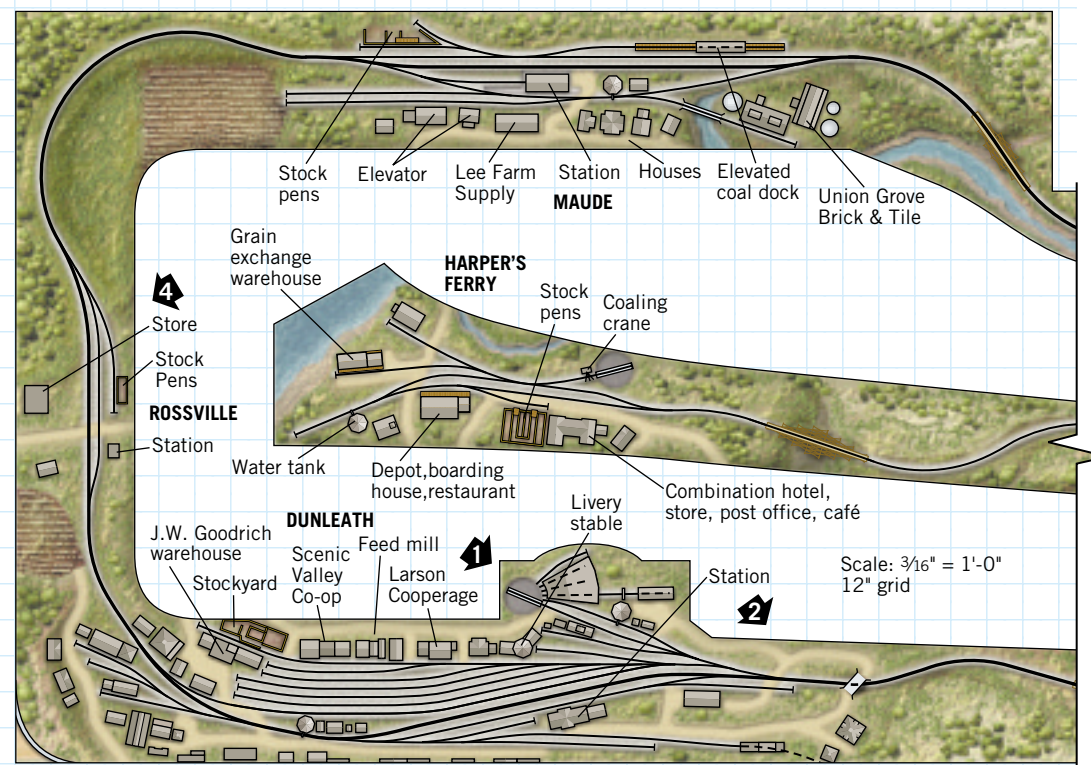 Stock
pens
Elevator
Lee Farm
Supply
Station
MAUDE
Houses
Elevated
coal dock
Union Grove
Brick & Tile
Grain
exchange
warehouse
HARPER'S
FERRY
Stock
pens
Coaling
crane
4
Store
Stock
Pens
ROSSVILLE
Station
Water tank
Depot,boarding
house,restaurant
Combination hotel,
store, post office, café
DUNLEATH
J.W. Goodrich
warehouse
Stockyard
Scenic
Valley
Co-op
Feed mill
Larson
Cooperage
1
Livery
stable
Station
2
Scale: 3/16" = 1'-0"
12" grid